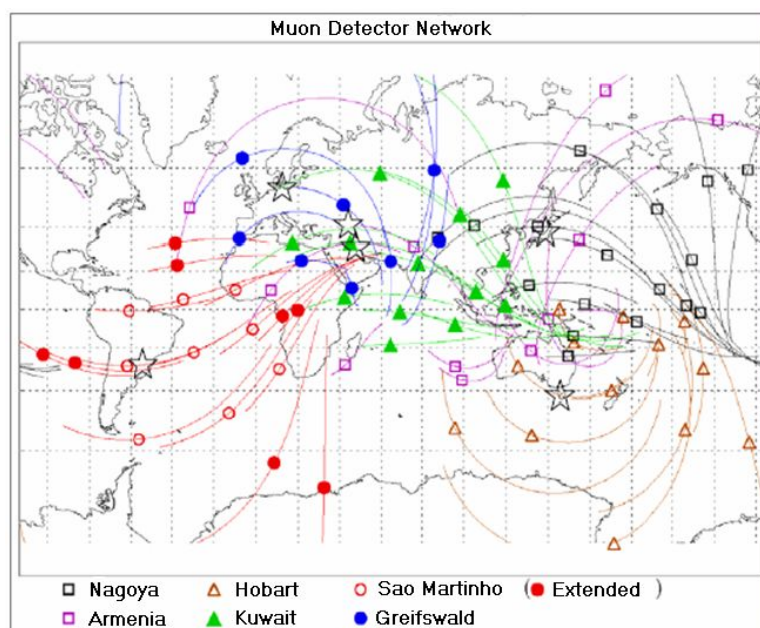 Muon Detector Network
Nagoya Hobart Sao Martinho ( Extended )
Armenia Kuwait Greifswald